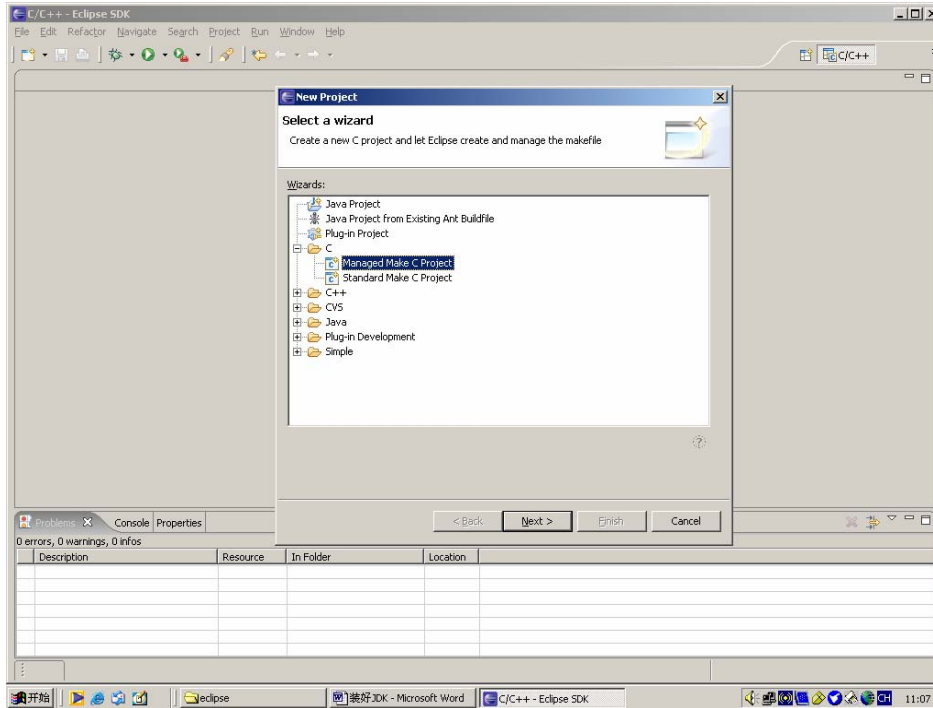 C/C++ - Eclipse SDK
File Edit Refactor Navigate Search Project Run Window Help
C/C++
New Project
Select a wizard
Create a new C project and let Eclipse create and manage the makefile
Wizards:
Java Project
Java Project from Existing Ant Buildfile
Plug-in Project
C
Managed Make C Project
Standard Make C Project
C++
CVS
Java
Plug-in Development
Simple
< Back Next > Finish Cancel
Problems Console Properties
0 errors, 0 warnings, 0 infos
Description Resource In Folder Location
开始 eclipse 装好JDK - Microsoft Word C/C++ - Eclipse SDK CH 11:07